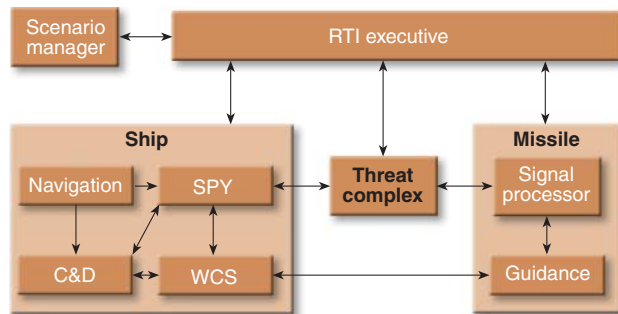 Scenario
manager
RTI executive
Ship
Navigation
SPY
C&D
WCS
Threat
complex
Missile
Signal
processor
Guidance